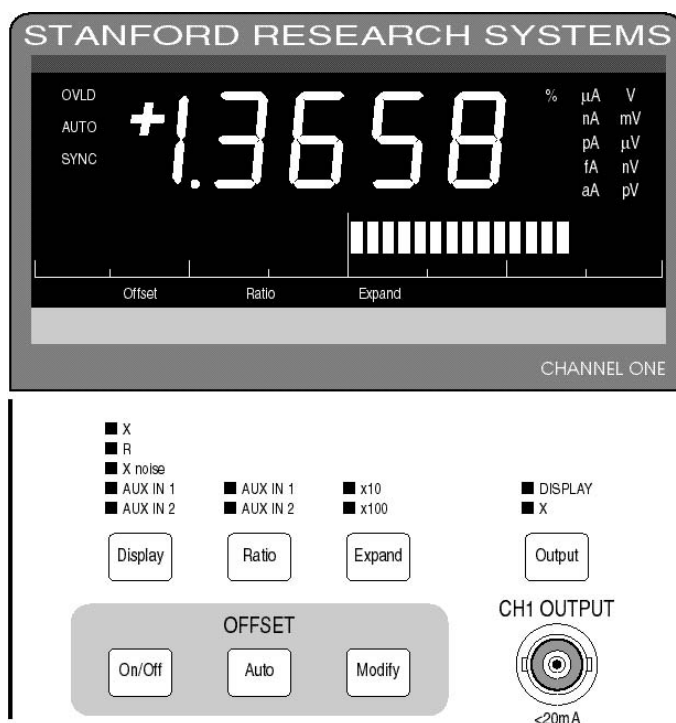 STANFORD RESEARCH SYSTEMS
OVLD
AUTO
SYNC
+1.3658
% µA V
nA mV
pA µV
fA nV
aA pV
Offset Ratio Expand
CHANNEL ONE
X
R
X noise
AUX IN 1 AUX IN 1 x10 DISPLAY
AUX IN 2 AUX IN 2 x100 X
Display Ratio Expand Output
OFFSET
CH1 OUTPUT
On/Off Auto Modify
<20mA